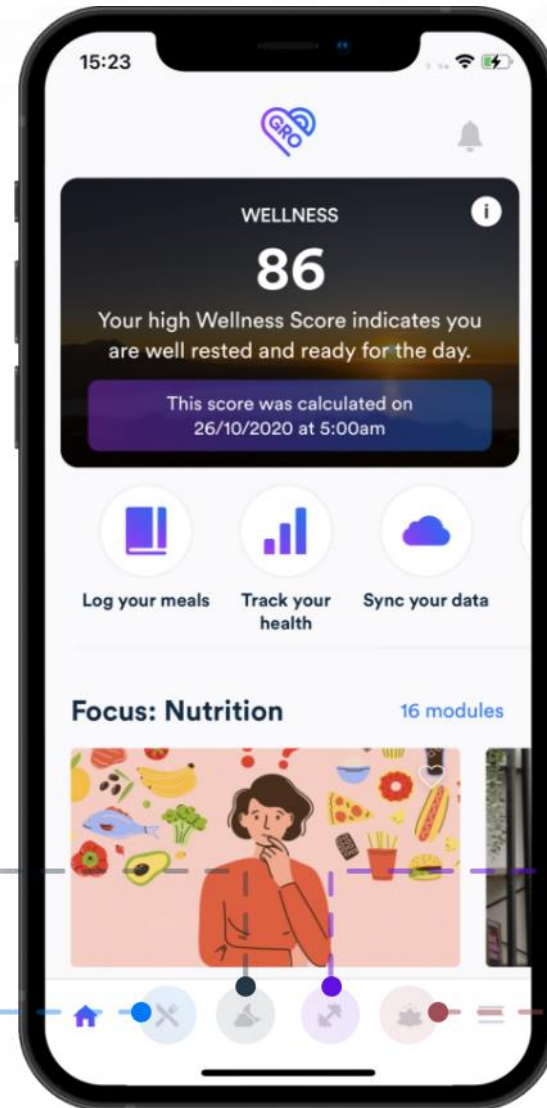 15:23
GRO
WELLNESS
i
86
Your high Wellness Score indicates you
are well rested and ready for the day.
This score was calculated on
26/10/2020 at 5:00am
Log your meals
Track your
health
Sync your data
Focus: Nutrition
16 modules